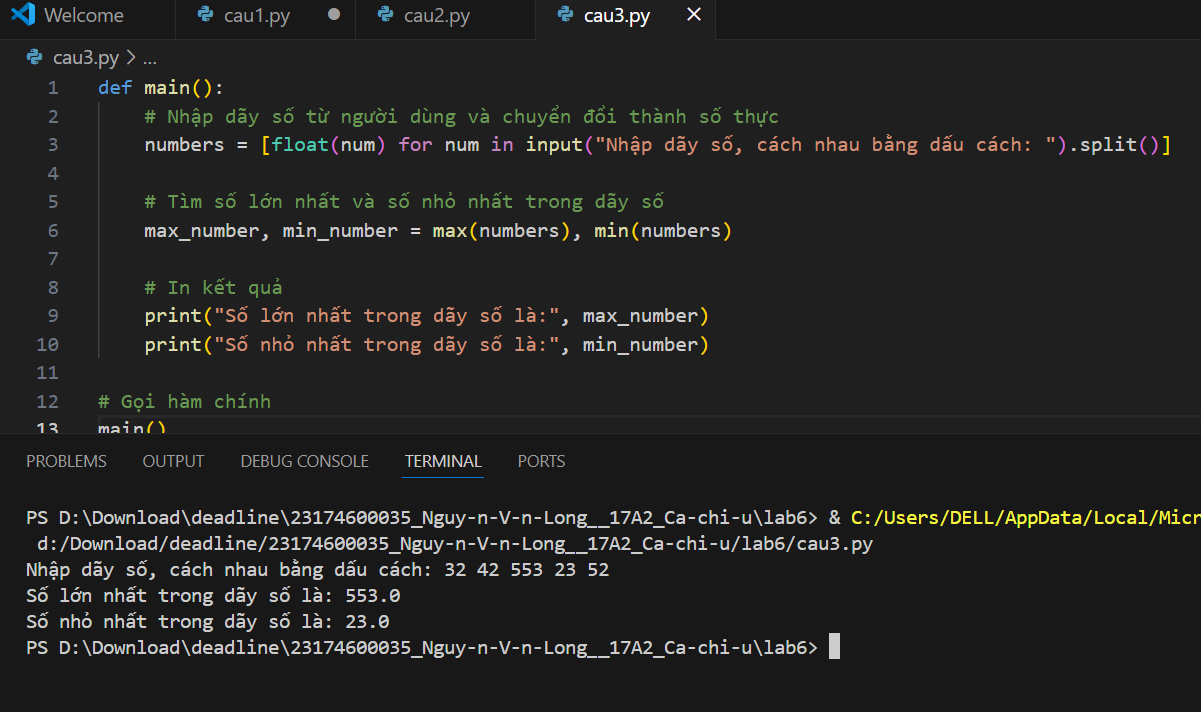 Welcome cau1.py cau2.py cau3.py
cau3.py > ...
1 def main():
2 # Nhập dãy số từ người dùng và chuyển đổi thành số thực
3 numbers = [float(num) for num in input("Nhập dãy số, cách nhau bằng dấu cách: ").split()]
4
5 # Tìm số lớn nhất và số nhỏ nhất trong dãy số
6 max_number, min_number = max(numbers), min(numbers)
7
8 # In kết quả
9 print("Số lớn nhất trong dãy số là:", max_number)
10 print("Số nhỏ nhất trong dãy số là:", min_number)
11
12 # Gọi hàm chính
13 main()
PROBLEMS OUTPUT DEBUG CONSOLE TERMINAL PORTS
PS D:\Download\deadline\23174600035_Nguy-n-V-n-Long__17A2_Ca-chi-u\lab6> & C:/Users/DELL/AppData/Local/Micr
d:/Download/deadline/23174600035_Nguy-n-V-n-Long__17A2_Ca-chi-u/lab6/cau3.py
Nhập dãy số, cách nhau bằng dấu cách: 32 42 553 23 52
Số lớn nhất trong dãy số là: 553.0
Số nhỏ nhất trong dãy số là: 23.0
PS D:\Download\deadline\23174600035_Nguy-n-V-n-Long__17A2_Ca-chi-u\lab6>